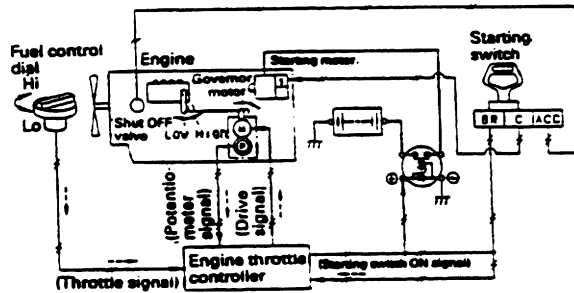 Fuel control
dial
Hi
Lo
Engine
Starting motor
Governor
motor
Shut OFF
valve
Low High
M
P
Starting
switch
BR C ACC
(Potentio-
meter
signal)
(Drive
signal)
(Throttle signal)
Engine throttle
controller
(Starting switch ON signal)